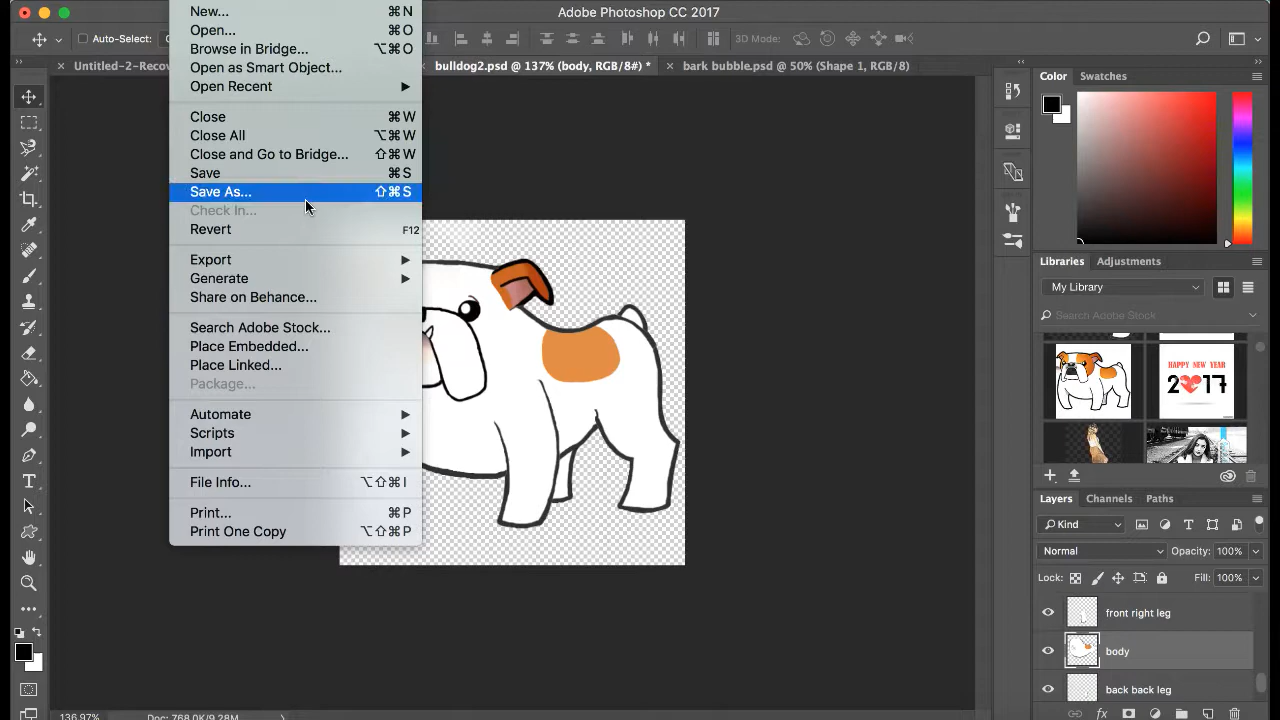 Adobe Photoshop CC 2017
Auto-Select:
3D Mode:
Untitled-2-Recov
bulldog2.psd @ 137% (body, RGB/8#) *
bark bubble.psd @ 50% (Shape 1, RGB/8)
New... ⌘N
Open... ⌘O
Browse in Bridge... ⌥⌘O
Open as Smart Object...
Open Recent
Close ⌘W
Close All ⌥⌘W
Close and Go to Bridge... ⇧⌘W
Save ⌘S
Save As... ⇧⌘S
Check In...
Revert F12
Export
Generate
Share on Behance...
Search Adobe Stock...
Place Embedded...
Place Linked...
Package...
Automate
Scripts
Import
File Info... ⌥⇧⌘I
Print... ⌘P
Print One Copy ⌥⇧⌘P
Color Swatches
Libraries Adjustments
My Library
Search Adobe Stock
HAPPY NEW YEAR
2017
Layers Channels Paths
Kind
Normal Opacity: 100%
Lock: Fill: 100%
front right leg
body
back back leg
136.97% Doc: 768.0K/9.28M